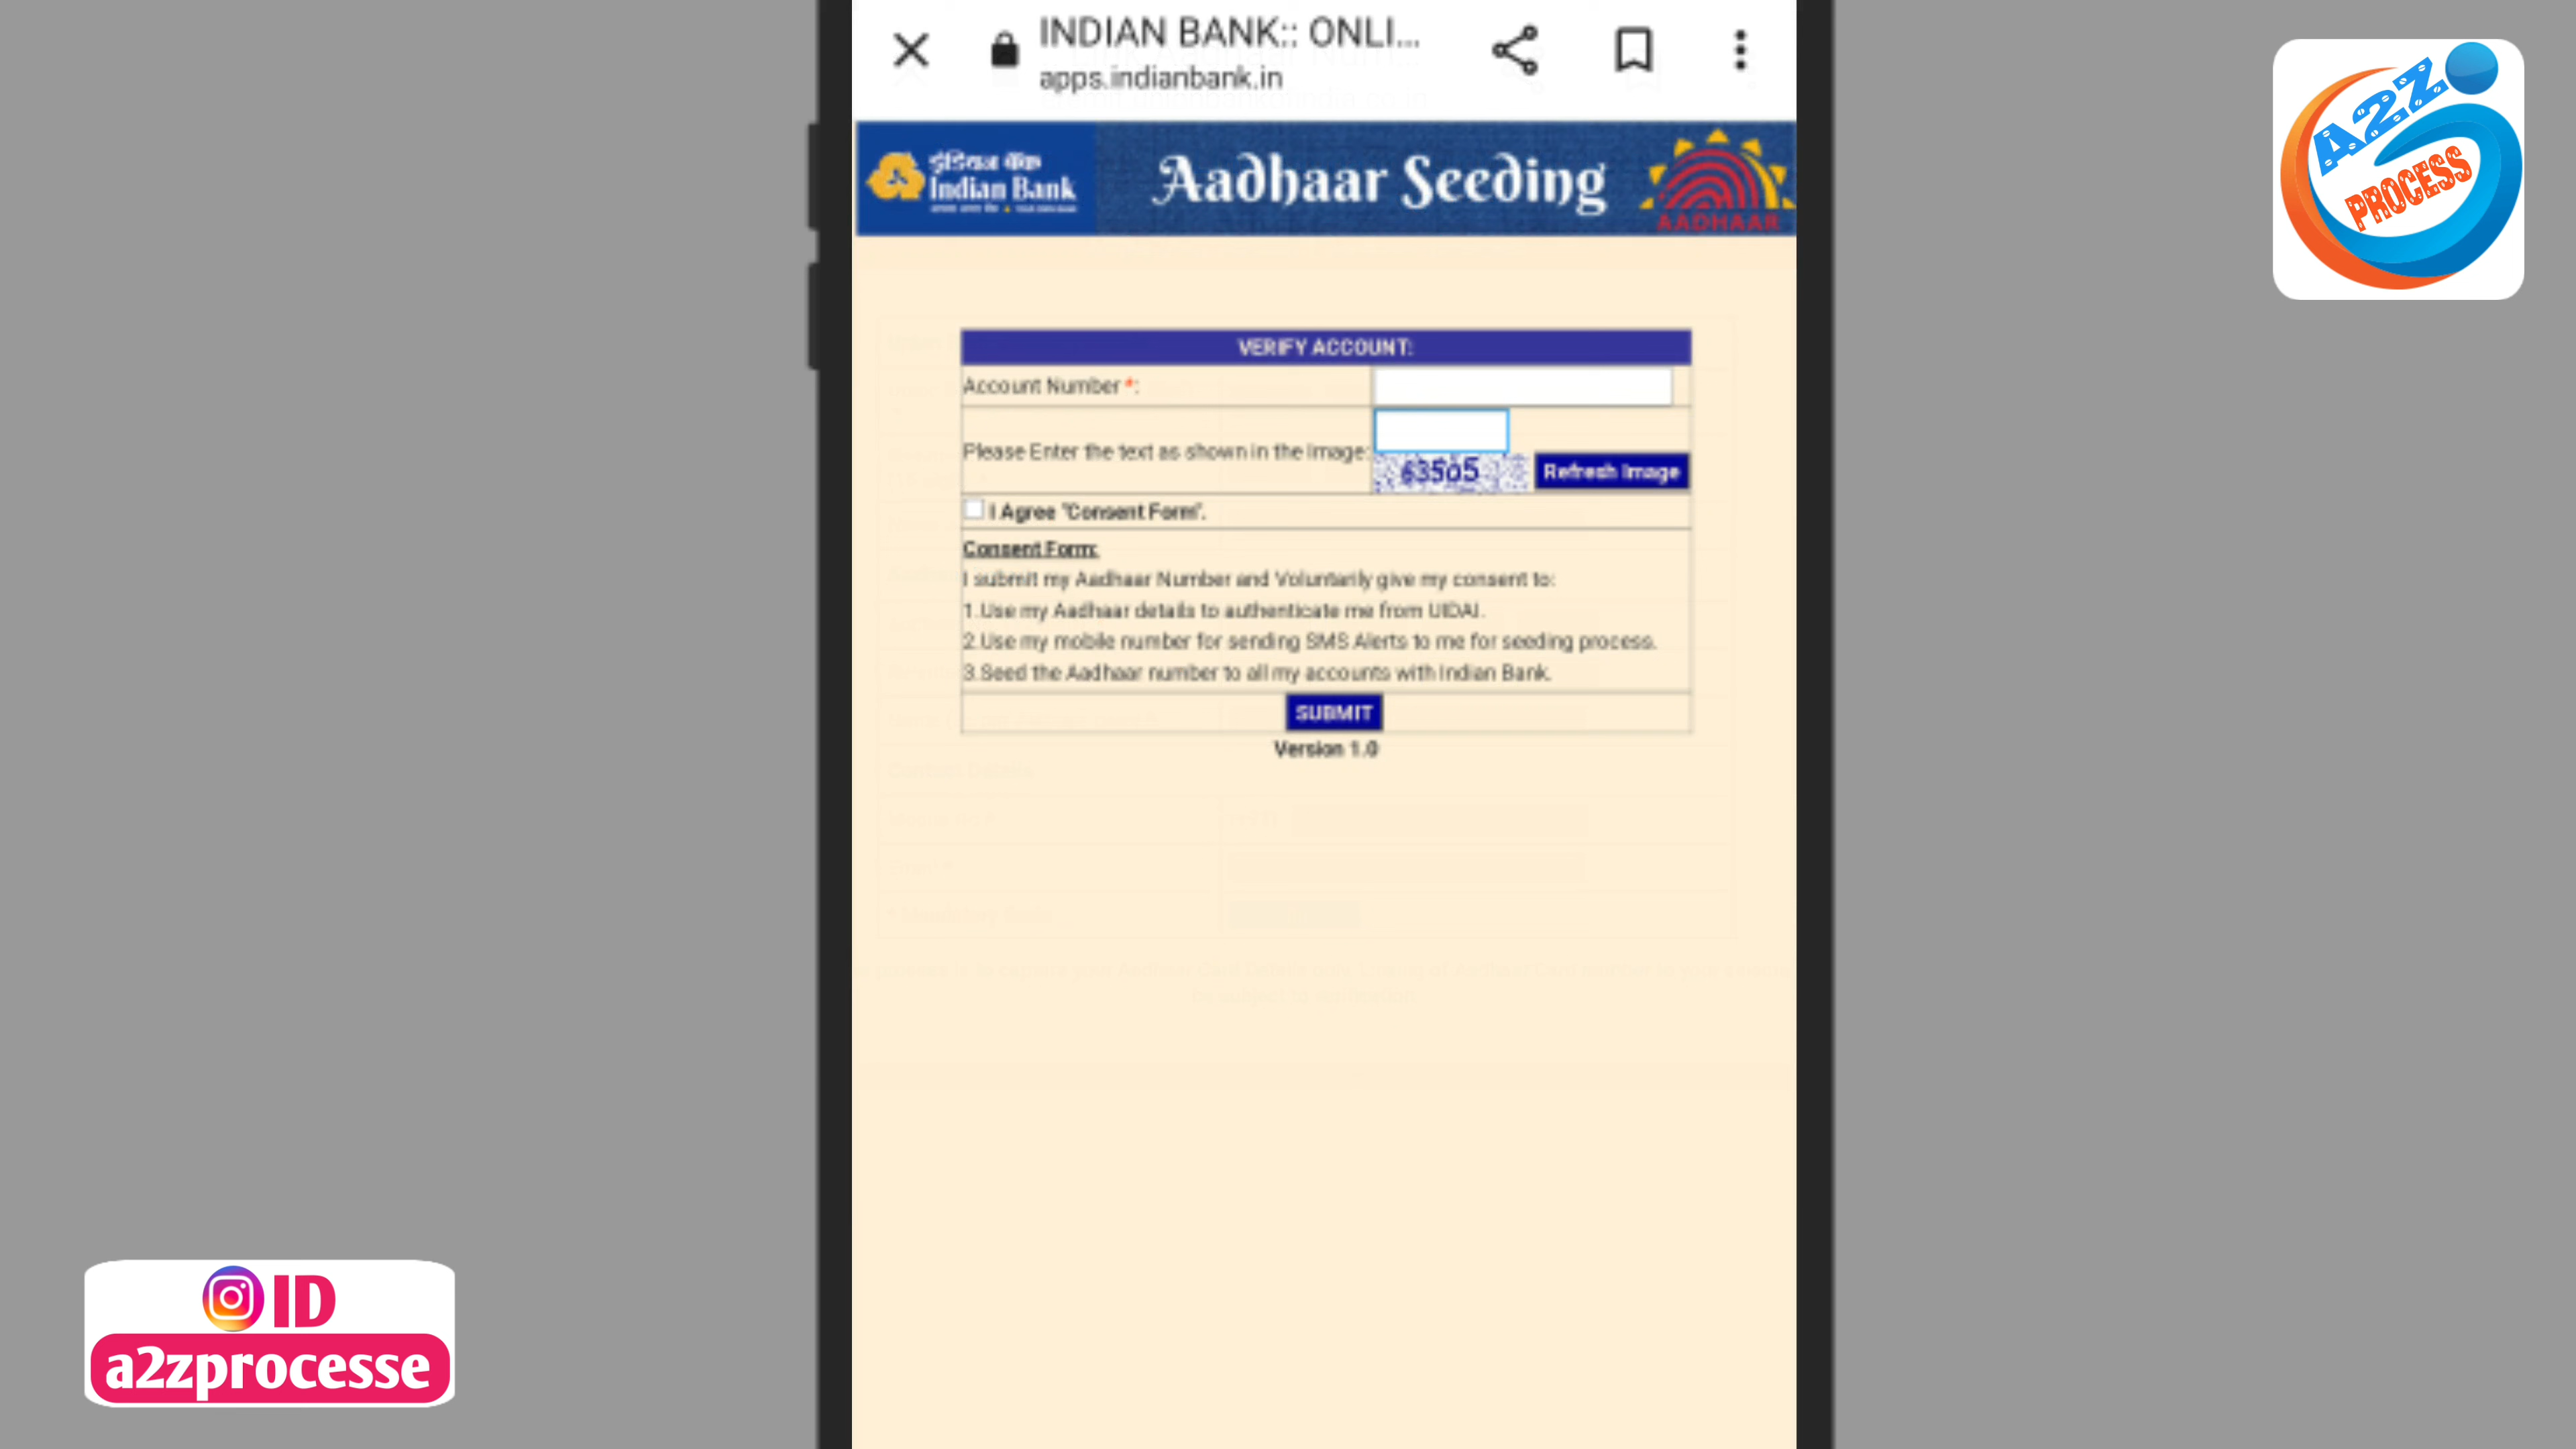 INDIAN BANK:: ONLI...
apps.indianbank.in
इंडियन बैंक
Indian Bank
Aadhaar Seeding
AADHAAR
A2Z
PROCESS
VERIFY ACCOUNT:
Account Number *:
Please Enter the text as shown in the Image:
63505
Refresh Image
I Agree "Consent Form".
Consent Form:
I submit my Aadhaar Number and Voluntarily give my consent to:
1.Use my Aadhaar details to authenticate me from UIDAI.
2.Use my mobile number for sending SMS Alerts to me for seeding process.
3.Seed the Aadhaar number to all my accounts with Indian Bank.
SUBMIT
Version 1.0
ID
a2zprocesse